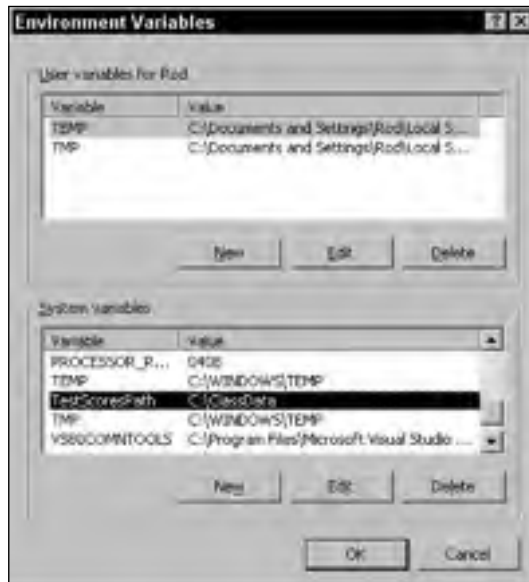 Environment Variables
User variables for Rod
Variable Value
TEMP C:\Documents and Settings\Rod\Local S...
TMP C:\Documents and Settings\Rod\Local S...
New Edit Delete
System variables
Variable Value
PROCESSOR_R... 0408
TEMP C:\WINDOWS\TEMP
TestScoresPath C:\ClassData
TMP C:\WINDOWS\TEMP
VS80COMNTOOLS C:\Program Files\Microsoft Visual Studio ...
New Edit Delete
OK Cancel